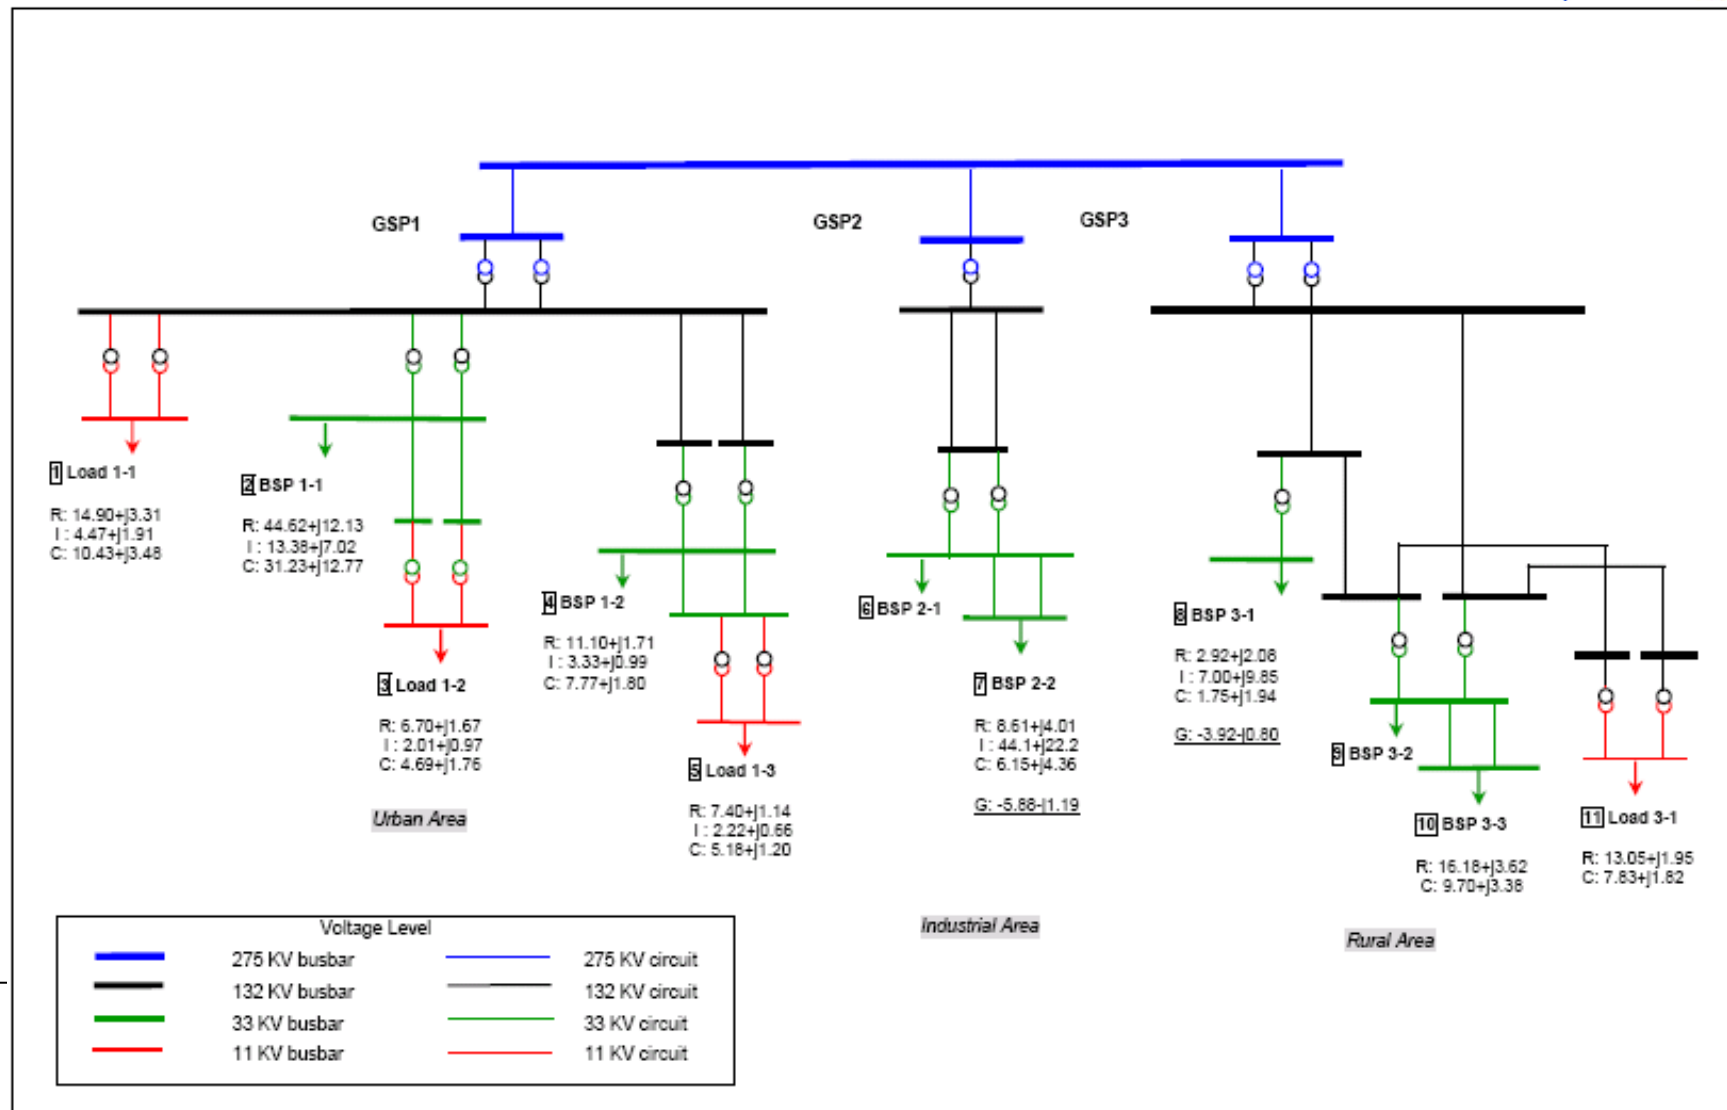 GSP1
GSP2
GSP3
1 Load 1-1
R: 14.90+j3.31
I : 4.47+j1.91
C: 10.43+j3.48
2 BSP 1-1
R: 44.62+j12.13
I : 13.38+j7.02
C: 31.23+j12.77
3 Load 1-2
R: 6.70+j1.67
I : 2.01+j0.97
C: 4.69+j1.76
Urban Area
4 BSP 1-2
R: 11.10+j1.71
I : 3.33+j0.99
C: 7.77+j1.80
5 Load 1-3
R: 7.40+j1.14
I : 2.22+j0.66
C: 5.18+j1.20
6 BSP 2-1
7 BSP 2-2
R: 8.61+j4.01
I : 44.1+j22.2
C: 6.15+j4.36
G: -5.88-j1.19
Industrial Area
8 BSP 3-1
R: 2.92+j2.08
I : 7.00+j9.85
C: 1.75+j1.94
G: -3.92-j0.80
9 BSP 3-2
10 BSP 3-3
R: 16.18+j3.62
C: 9.70+j3.38
11 Load 3-1
R: 13.05+j1.95
C: 7.83+j1.82
Rural Area
Voltage Level
275 KV busbar
275 KV circuit
132 KV busbar
132 KV circuit
33 KV busbar
33 KV circuit
11 KV busbar
11 KV circuit